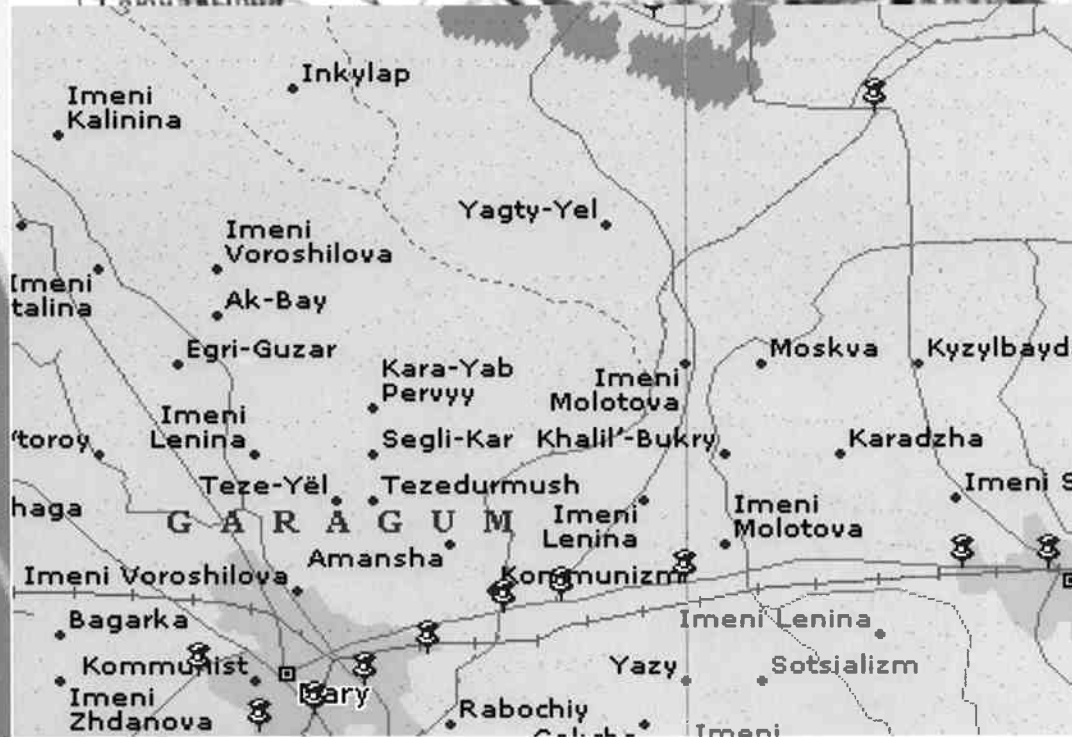 Inkylap
Imeni
Kalinina
Yagty-Yel
Imeni
Voroshilova
Imeni
talina
Ak-Bay
Egri-Guzar
Moskva
Kyzylbayd
Kara-Yab
Pervyy
Imeni
Molotova
Imeni
Lenina
'toroy
Segli-Kar
Khalil'-Bukry
Karadzha
Teze-Yël
Tezedurmush
Imeni S
haga
GARAGUM
Imeni
Lenina
Imeni
Molotova
Amansha
Imeni Voroshilova
Kommunizm
Bagarka
Imeni Lenina
Kommunist
Yazy
Sotsializm
Mary
Imeni
Zhdanova
Rabochiy
Imeni